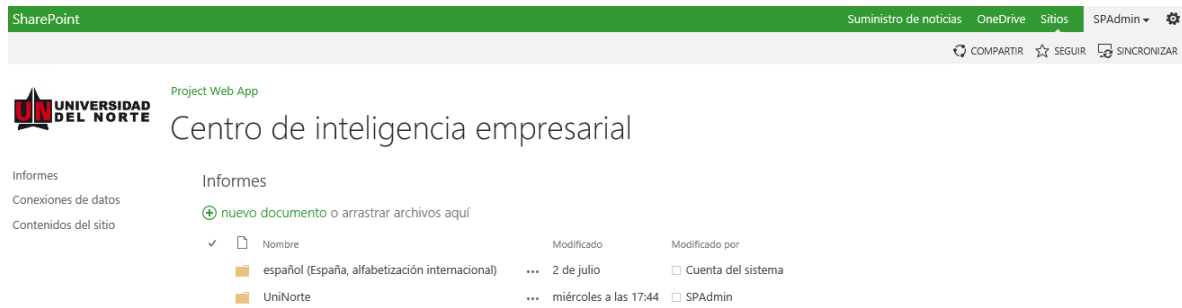 SharePoint Suministro de noticias OneDrive Sitios SPAdmin
COMPARTIR SEGUIR SINCRONIZAR
UN UNIVERSIDAD DEL NORTE
Project Web App
Centro de inteligencia empresarial
Informes
Conexiones de datos
Contenidos del sitio
Informes
nuevo documento o arrastrar archivos aquí
Nombre Modificado Modificado por
español (España, alfabetización internacional) ... 2 de julio Cuenta del sistema
UniNorte ... miércoles a las 17:44 SPAdmin